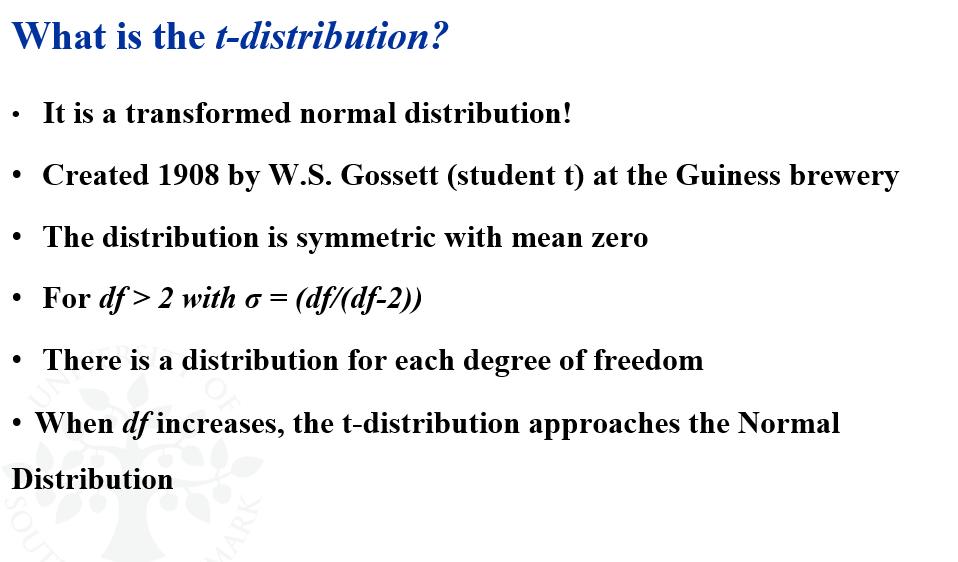 What is the t-distribution?
• It is a transformed normal distribution!
• Created 1908 by W.S. Gossett (student t) at the Guiness brewery
• The distribution is symmetric with mean zero
• For df > 2 with σ = (df/(df-2))
• There is a distribution for each degree of freedom
• When df increases, the t-distribution approaches the Normal
Distribution
UNIVERSITY OF